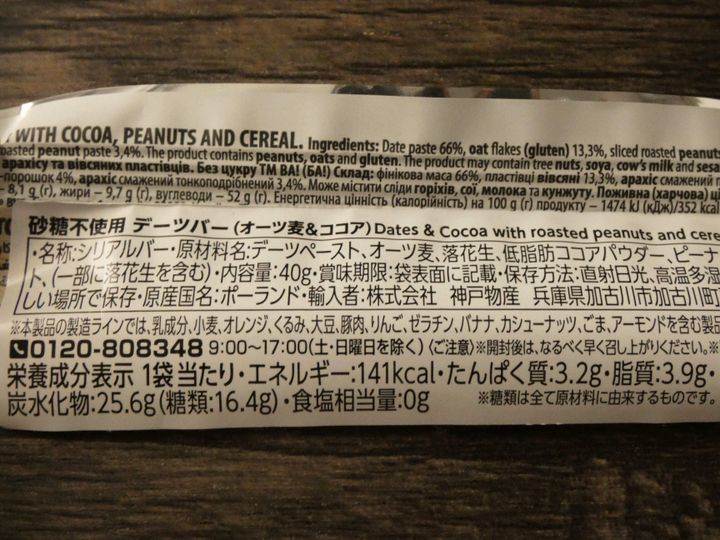 WITH COCOA, PEANUTS AND CEREAL. Ingredients: Date paste 66%, oat flakes (gluten) 13,3%, sliced roasted peanuts
roasted peanut paste 3,4%. The product contains peanuts, oats and gluten. The product may contain tree nuts, soya, cow's milk and sesa
арахісу та вівсяних пластівців. Без цукру ТМ ВА! (БА!) Склад: фінікова маса 66%, пластівці вівсяні 13,3%, арахіс смажений
-порошок 4%, арахіс смажений тонкоподрібнений 3,4%. Може містити сліди горіхів, сої, молока та кунжуту. Поживна (харчова) ці
– 8,1 g (г), жири – 9,7 g (г), вуглеводи – 52 g (г). Енергетична цінність (калорійність) на 100 g (г) продукту – 1474 kJ (кДж)/352 kcal
砂糖不使用 デーツバー (オーツ麦&ココア) Dates & Cocoa with roasted peanuts and cere
・名称:シリアルバー・原材料名:デーツペースト、オーツ麦、落花生、低脂肪ココアパウダー、ピーナ
ト、(一部に落花生を含む)・内容量:40g・賞味期限:袋表面に記載・保存方法:直射日光、高温多湿
しい場所で保存・原産国名:ポーランド・輸入者:株式会社 神戸物産 兵庫県加古川市加古川町
※本製品の製造ラインでは、乳成分、小麦、オレンジ、くるみ、大豆、豚肉、りんご、ゼラチン、バナナ、カシューナッツ、ごま、アーモンドを含む製品
0120-808348 9:00〜17:00(土・日曜日を除く) 〈ご注意〉※開封後は、なるべく早く召し上がりください。※
栄養成分表示 1袋当たり・エネルギー:141kcal・たんぱく質:3.2g・脂質:3.9g・
炭水化物:25.6g(糖類:16.4g)・食塩相当量:0g ※糖類は全て原材料に由来するものです。